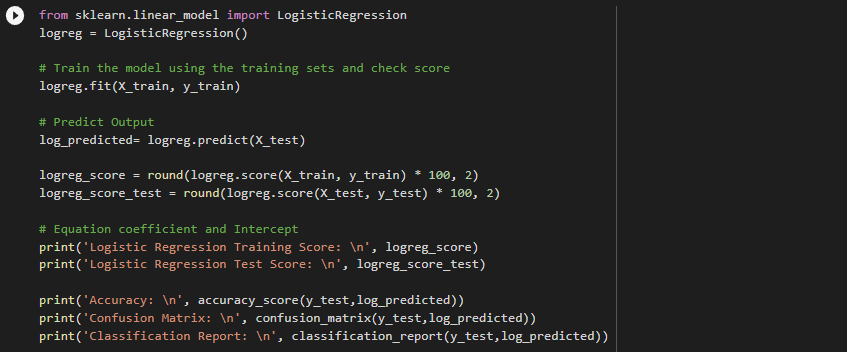 from sklearn.linear_model import LogisticRegression
logreg = LogisticRegression()
# Train the model using the training sets and check score
logreg.fit(X_train, y_train)
# Predict Output
log_predicted= logreg.predict(X_test)
logreg_score = round(logreg.score(X_train, y_train) * 100, 2)
logreg_score_test = round(logreg.score(X_test, y_test) * 100, 2)
# Equation coefficient and Intercept
print('Logistic Regression Training Score: \n', logreg_score)
print('Logistic Regression Test Score: \n', logreg_score_test)
print('Accuracy: \n', accuracy_score(y_test,log_predicted))
print('Confusion Matrix: \n', confusion_matrix(y_test,log_predicted))
print('Classification Report: \n', classification_report(y_test,log_predicted))